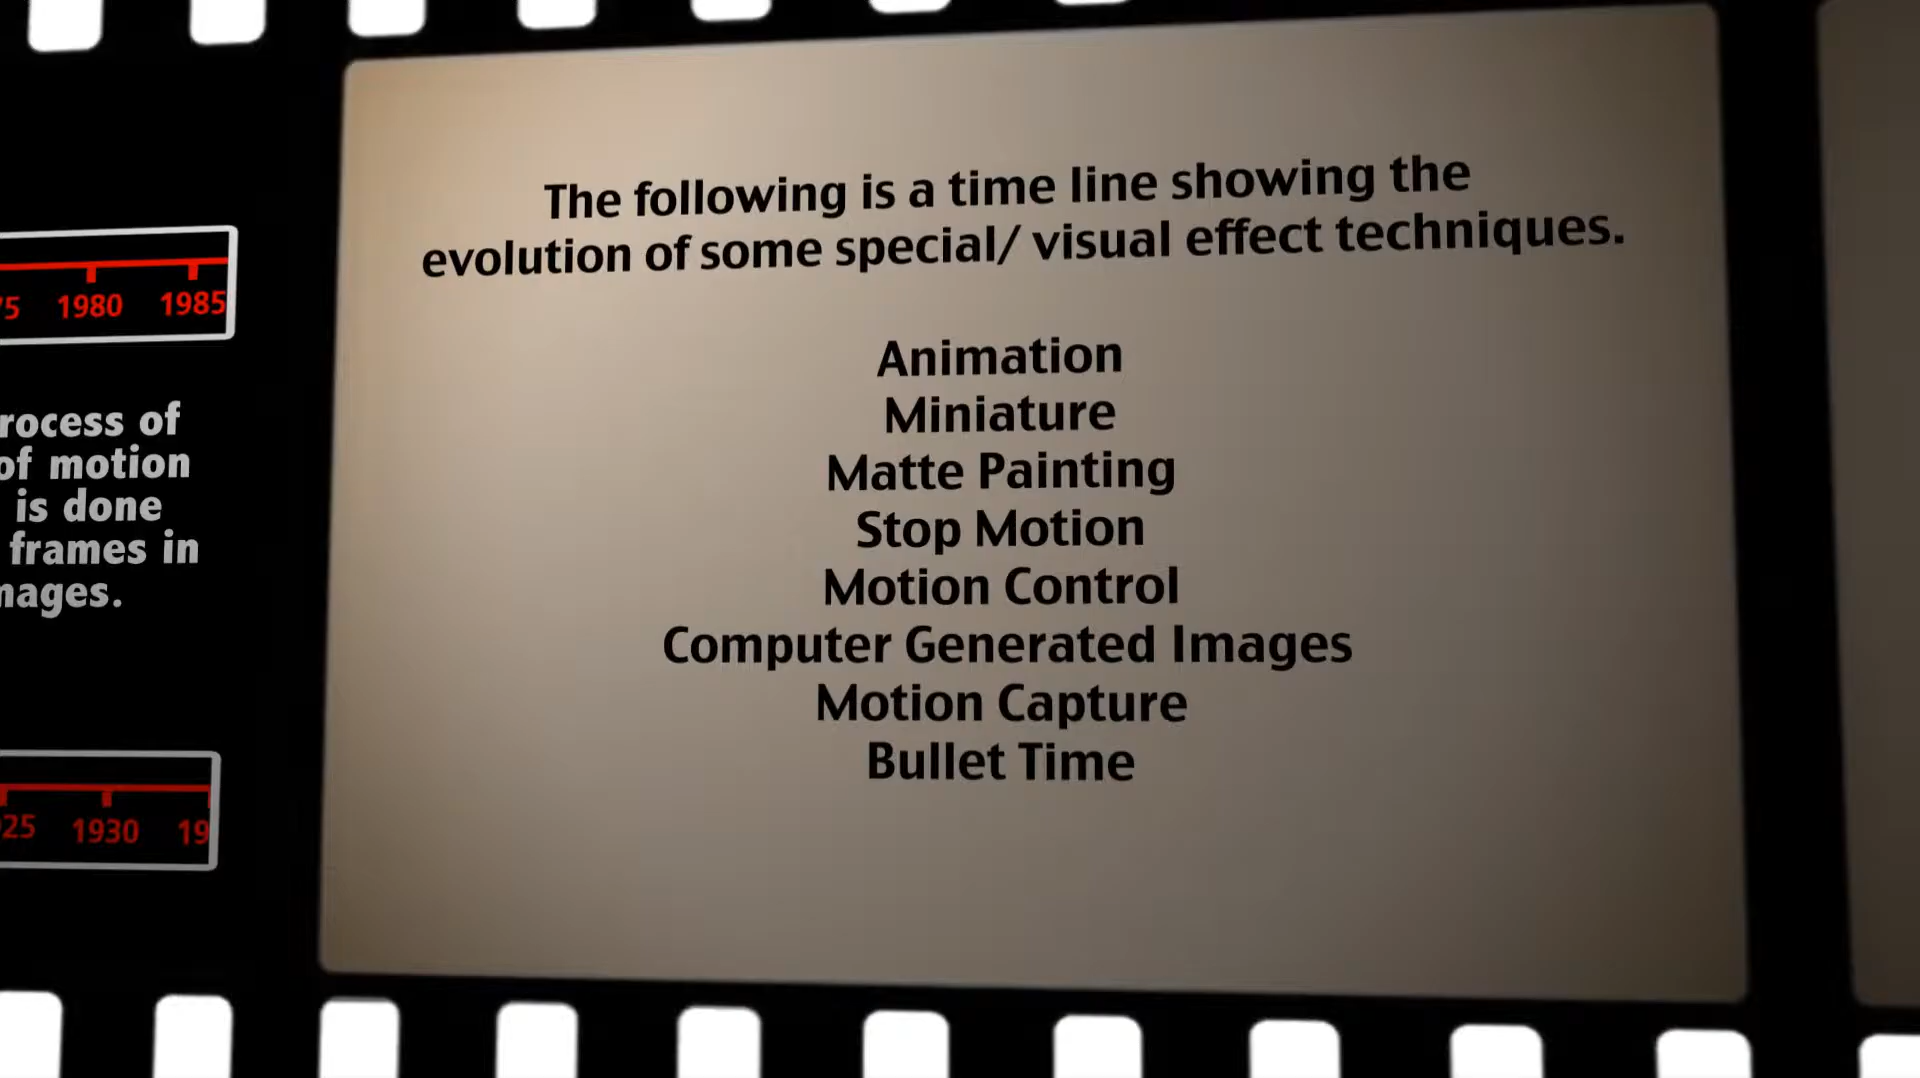 The following is a time line showing the
evolution of some special/ visual effect techniques.
Animation
Miniature
Matte Painting
Stop Motion
Motion Control
Computer Generated Images
Motion Capture
Bullet Time
1980 1985
of
of motion
is done
frames in
1930